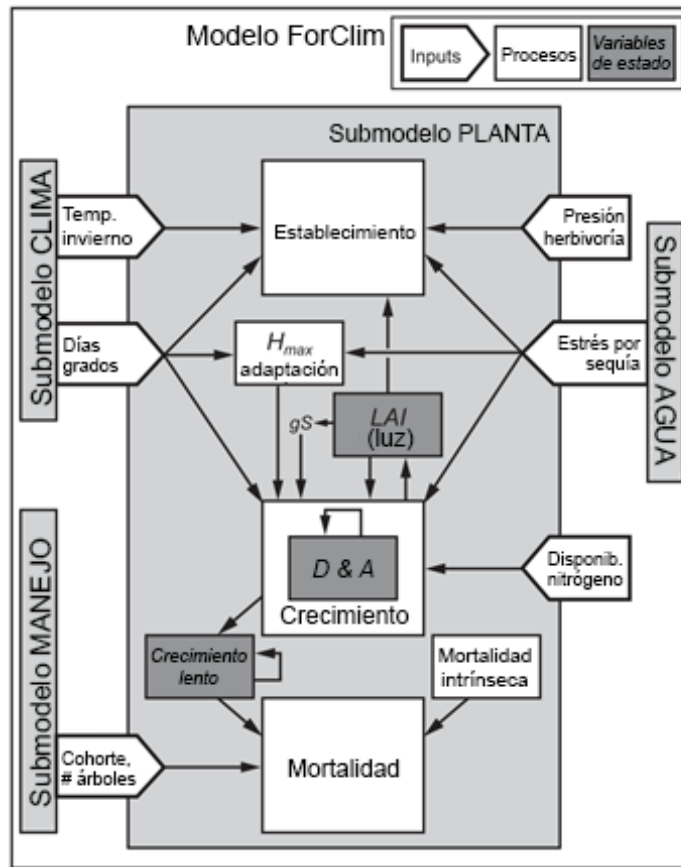 Modelo ForClim
Inputs
Procesos
Variables
de estado
Submodelo PLANTA
Submodelo CLIMA
Temp.
invierno
Establecimiento
Presión
herbivoría
Submodelo AGUA
Días
grados
Hmax
adaptación
Estrés por
sequía
gS
LAI
(luz)
D & A
Crecimiento
Disponib.
nitrógeno
Submodelo MANEJO
Crecimiento
lento
Mortalidad
intrínseca
Cohorte,
# árboles
Mortalidad